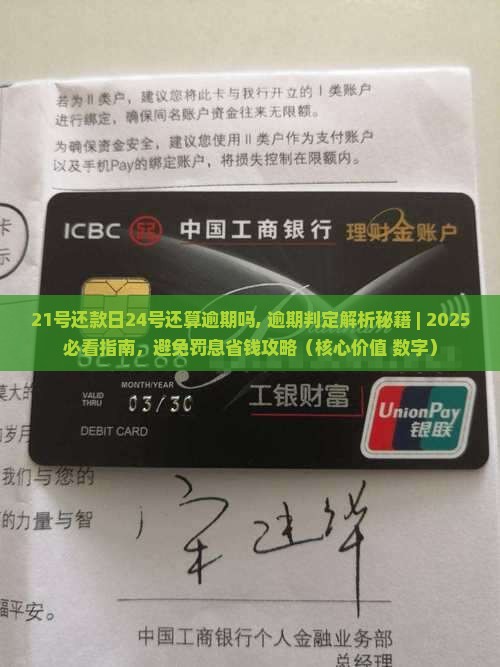 若为Ⅱ类户，建议您将此卡与我行开立的Ⅰ类账户
进行绑定，确保同名账户资金往来无限额。
为确保资金安全，建议您使用Ⅱ类户作为支付账户
以及手机Pay的绑定账户，将损失控制在限额内。
卡
示
ICBC 中国工商银行 理财金账户
21号还款日24号还算逾期吗, 逾期判定解析秘籍 | 2025
必看指南，避免罚息省钱攻略（核心价值 数字）
MONTH/YEAR
VALID
THRU
03/30
工银财富
DEBIT CARD
UnionPay
银联
岁月
我们与您的
的力量与智
福平安。
中国工商银行个人金融业务部
总经理